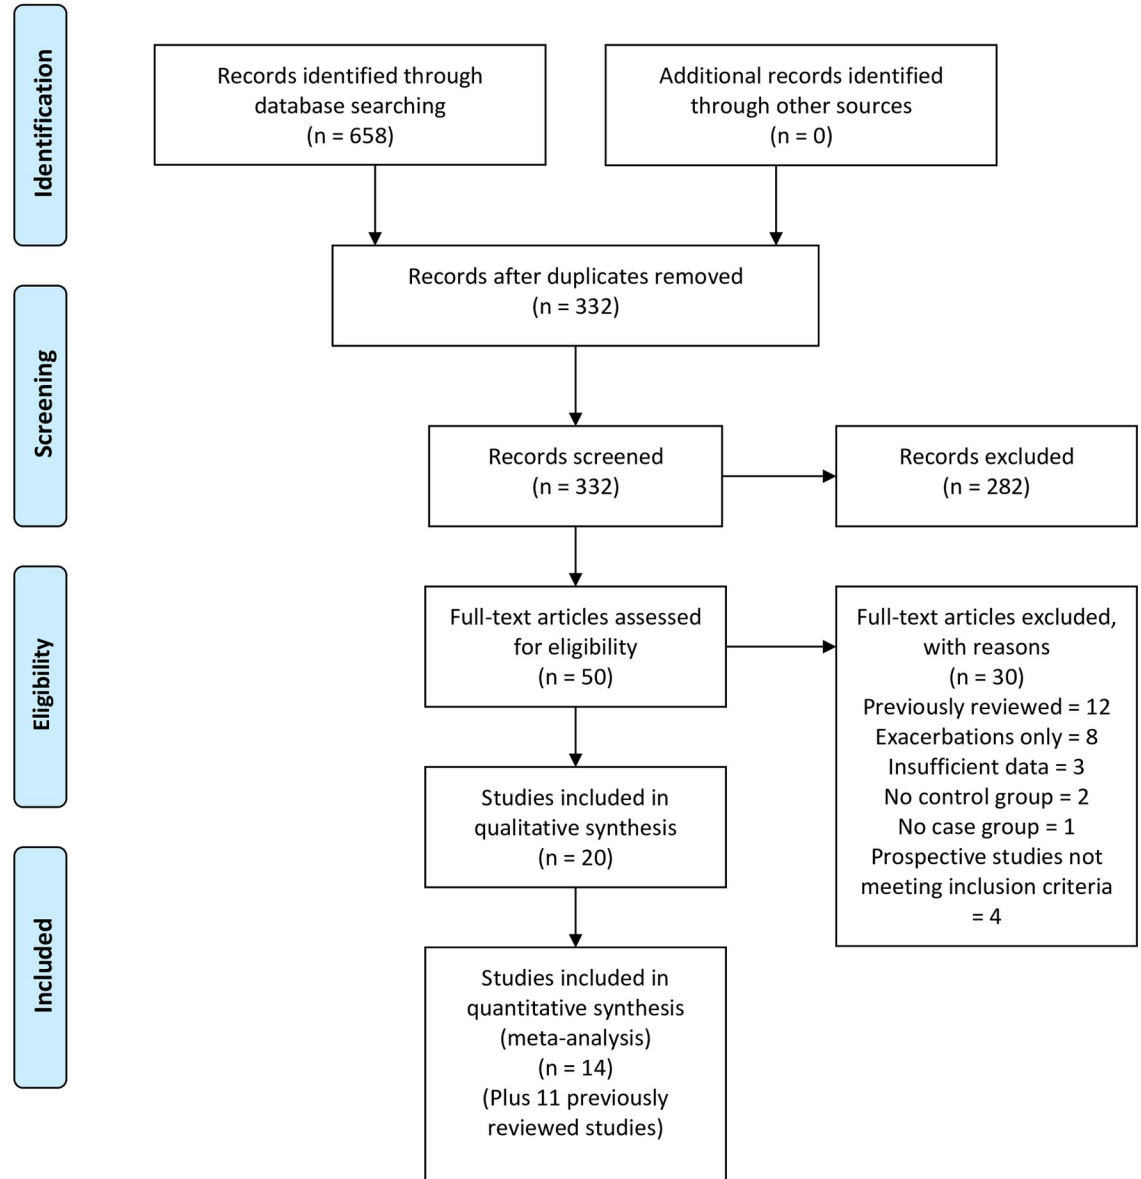 Identification
Records identified through
database searching
(n = 658)
Additional records identified
through other sources
(n = 0)
Records after duplicates removed
(n = 332)
Screening
Records screened
(n = 332)
Records excluded
(n = 282)
Eligibility
Full-text articles assessed
for eligibility
(n = 50)
Full-text articles excluded,
with reasons
(n = 30)
Previously reviewed = 12
Exacerbations only = 8
Insufficient data = 3
No control group = 2
No case group = 1
Prospective studies not
meeting inclusion criteria
= 4
Studies included in
qualitative synthesis
(n = 20)
Included
Studies included in
quantitative synthesis
(meta-analysis)
(n = 14)
(Plus 11 previously
reviewed studies)